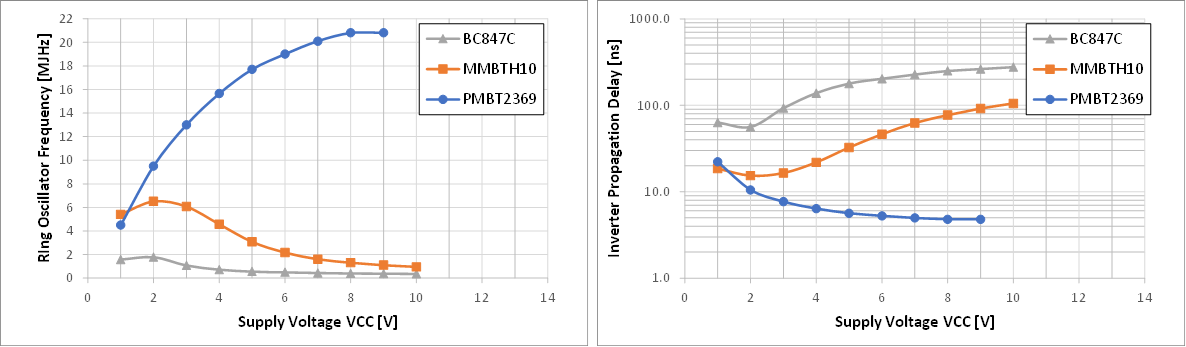 Ring Oscillator Frequency [MJHz]
22
20
18
16
14
12
10
8
6
4
2
0
0 2 4 6 8 10 12 14
Supply Voltage VCC [V]
BC847C
MMBTH10
PMBT2369
Inverter Propagation Delay [ns]
1000.0
100.0
10.0
1.0
0 2 4 6 8 10 12 14
Supply Voltage VCC [V]
BC847C
MMBTH10
PMBT2369